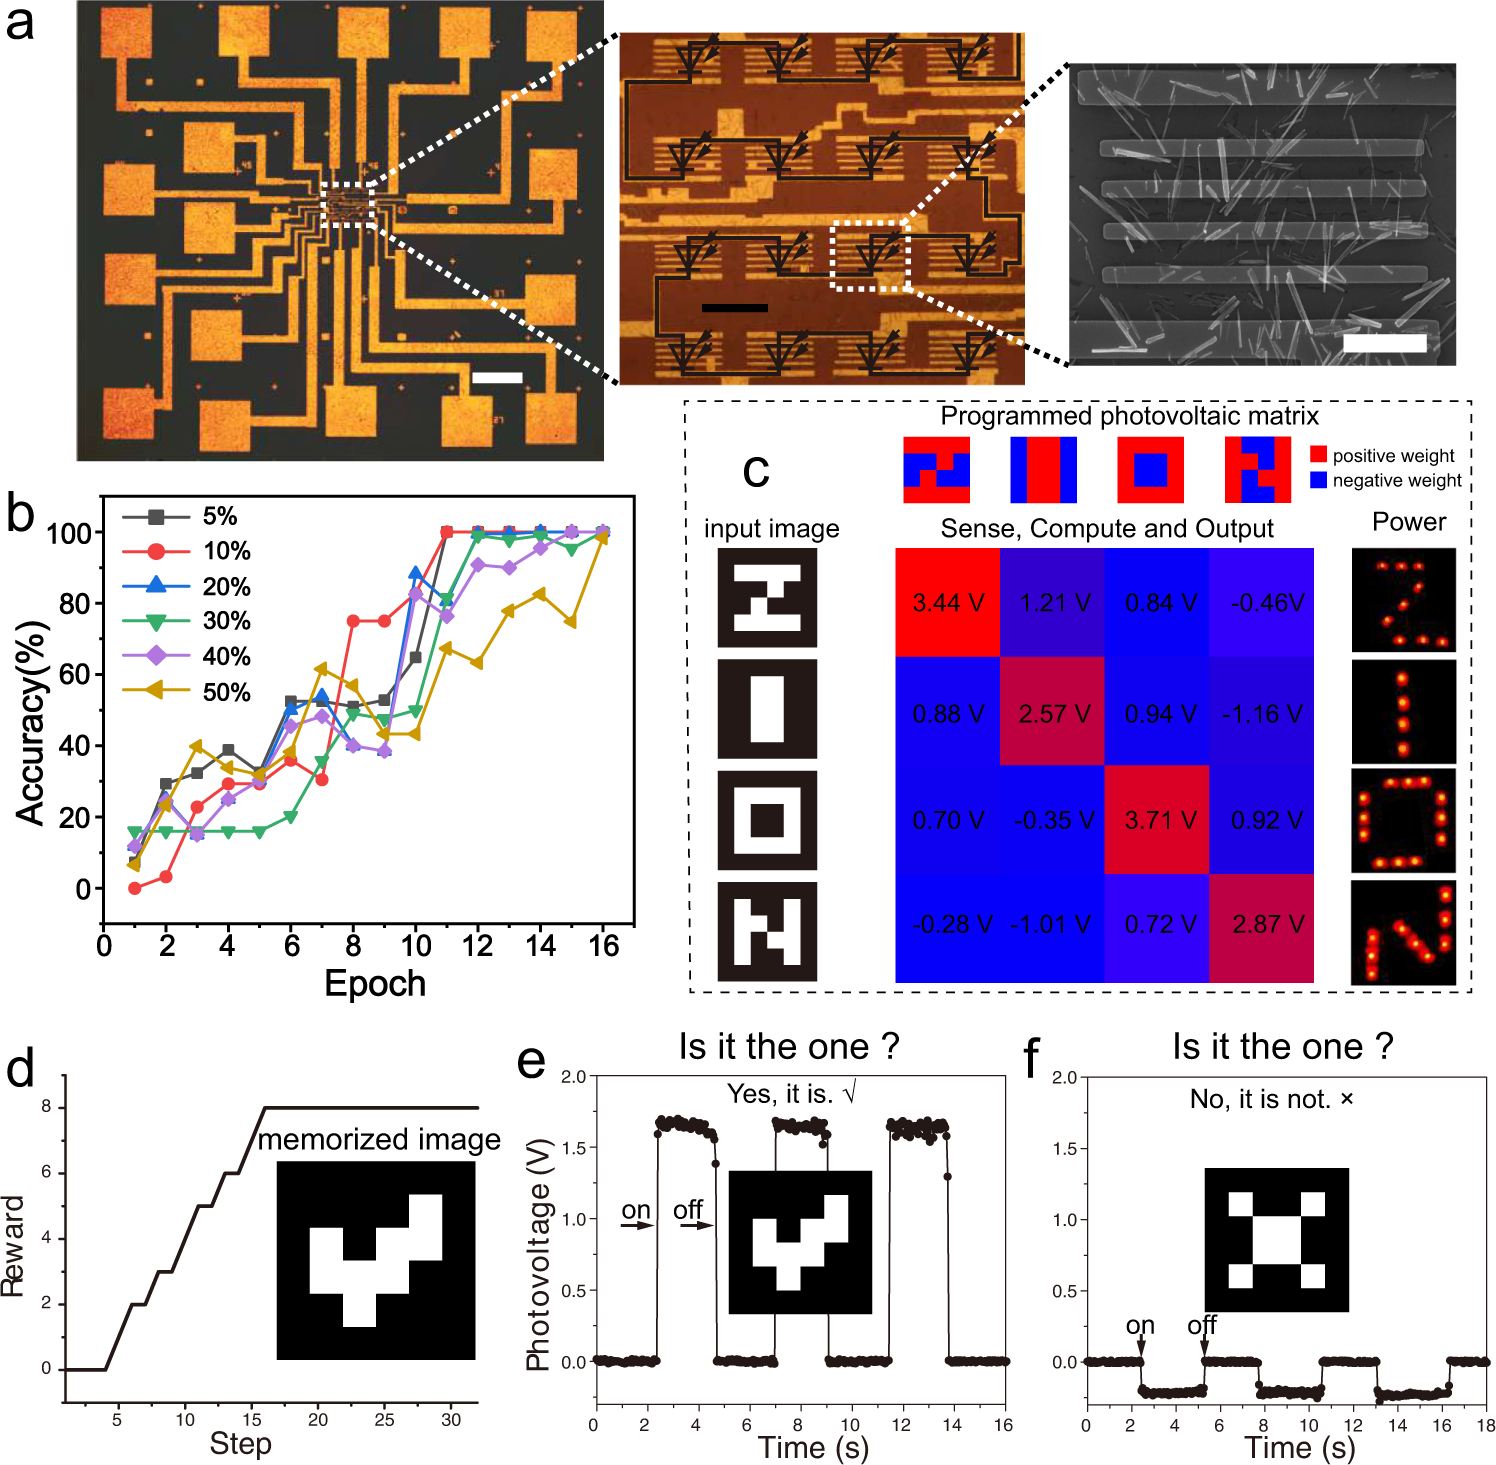 a
b
5%
10%
20%
30%
40%
50%
Accuracy(%)
100
80
60
40
20
0
0 2 4 6 8 10 12 14 16
Epoch
c
Programmed photovoltaic matrix
positive weight
negative weight
input image
Sense, Compute and Output
Power
3.44 V 1.21 V 0.84 V -0.46V
0.88 V 2.57 V 0.94 V -1.16 V
0.70 V -0.35 V 3.71 V 0.92 V
-0.28 V -1.01 V 0.72 V 2.87 V
d
Reward
8
6
4
2
0
memorized image
5 10 15 20 25 30
Step
e
Is it the one ?
Yes, it is. √
Photovoltage (V)
2.0
1.5
1.0
0.5
0.0
on off
0 2 4 6 8 10 12 14 16
Time (s)
f
Is it the one ?
No, it is not. ×
2.0
1.5
1.0
0.5
0.0
on off
0 2 4 6 8 10 12 14 16 18
Time (s)